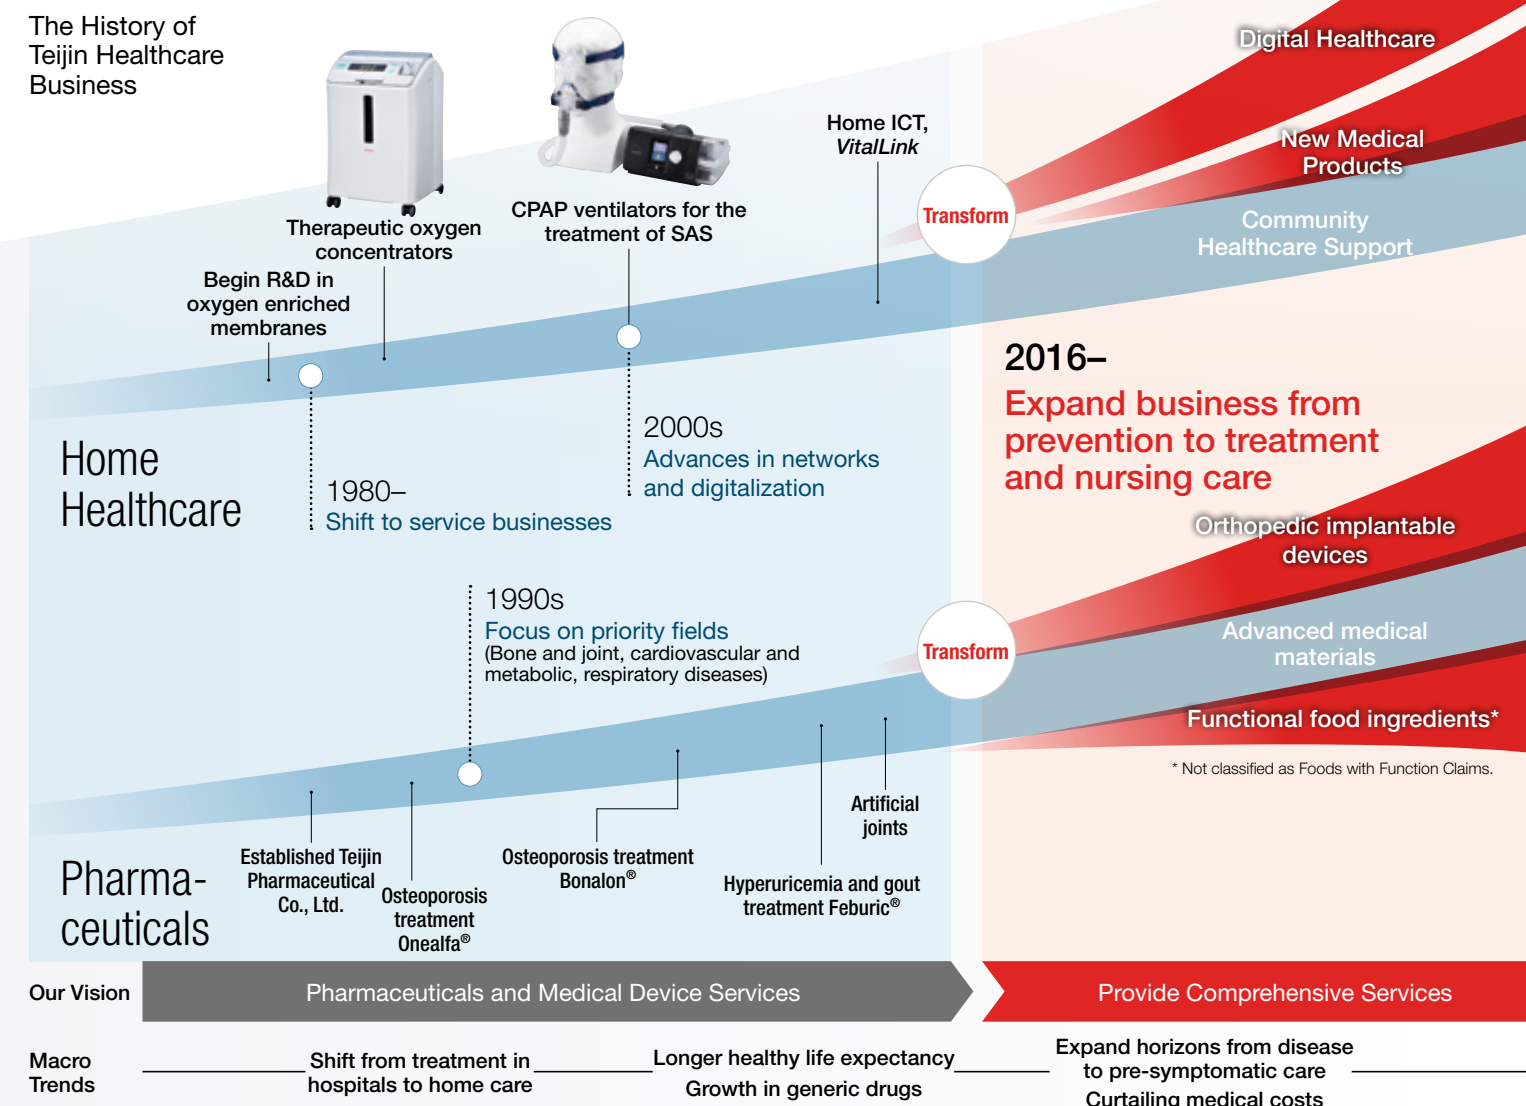 The History of
Teijin Healthcare
Business
Therapeutic oxygen
concentrators
Begin R&D in
oxygen enriched
membranes
CPAP ventilators for the
treatment of SAS
Home ICT,
VitalLink
Transform
Digital Healthcare
New Medical
Products
Community
Healthcare Support
Home
Healthcare
1980–
Shift to service businesses
2000s
Advances in networks
and digitalization
2016–
Expand business from
prevention to treatment
and nursing care
1990s
Focus on priority fields
(Bone and joint, cardiovascular and
metabolic, respiratory diseases)
Transform
Orthopedic implantable
devices
Advanced medical
materials
Functional food ingredients*
* Not classified as Foods with Function Claims.
Pharma-
ceuticals
Established Teijin
Pharmaceutical
Co., Ltd.
Osteoporosis
treatment
Onealfa®
Osteoporosis treatment
Bonalon®
Hyperuricemia and gout
treatment Feburic®
Artificial
joints
Our Vision
Pharmaceuticals and Medical Device Services
Provide Comprehensive Services
Macro
Trends
Shift from treatment in
hospitals to home care
Longer healthy life expectancy
Growth in generic drugs
Expand horizons from disease
to pre-symptomatic care
Curtailing medical costs